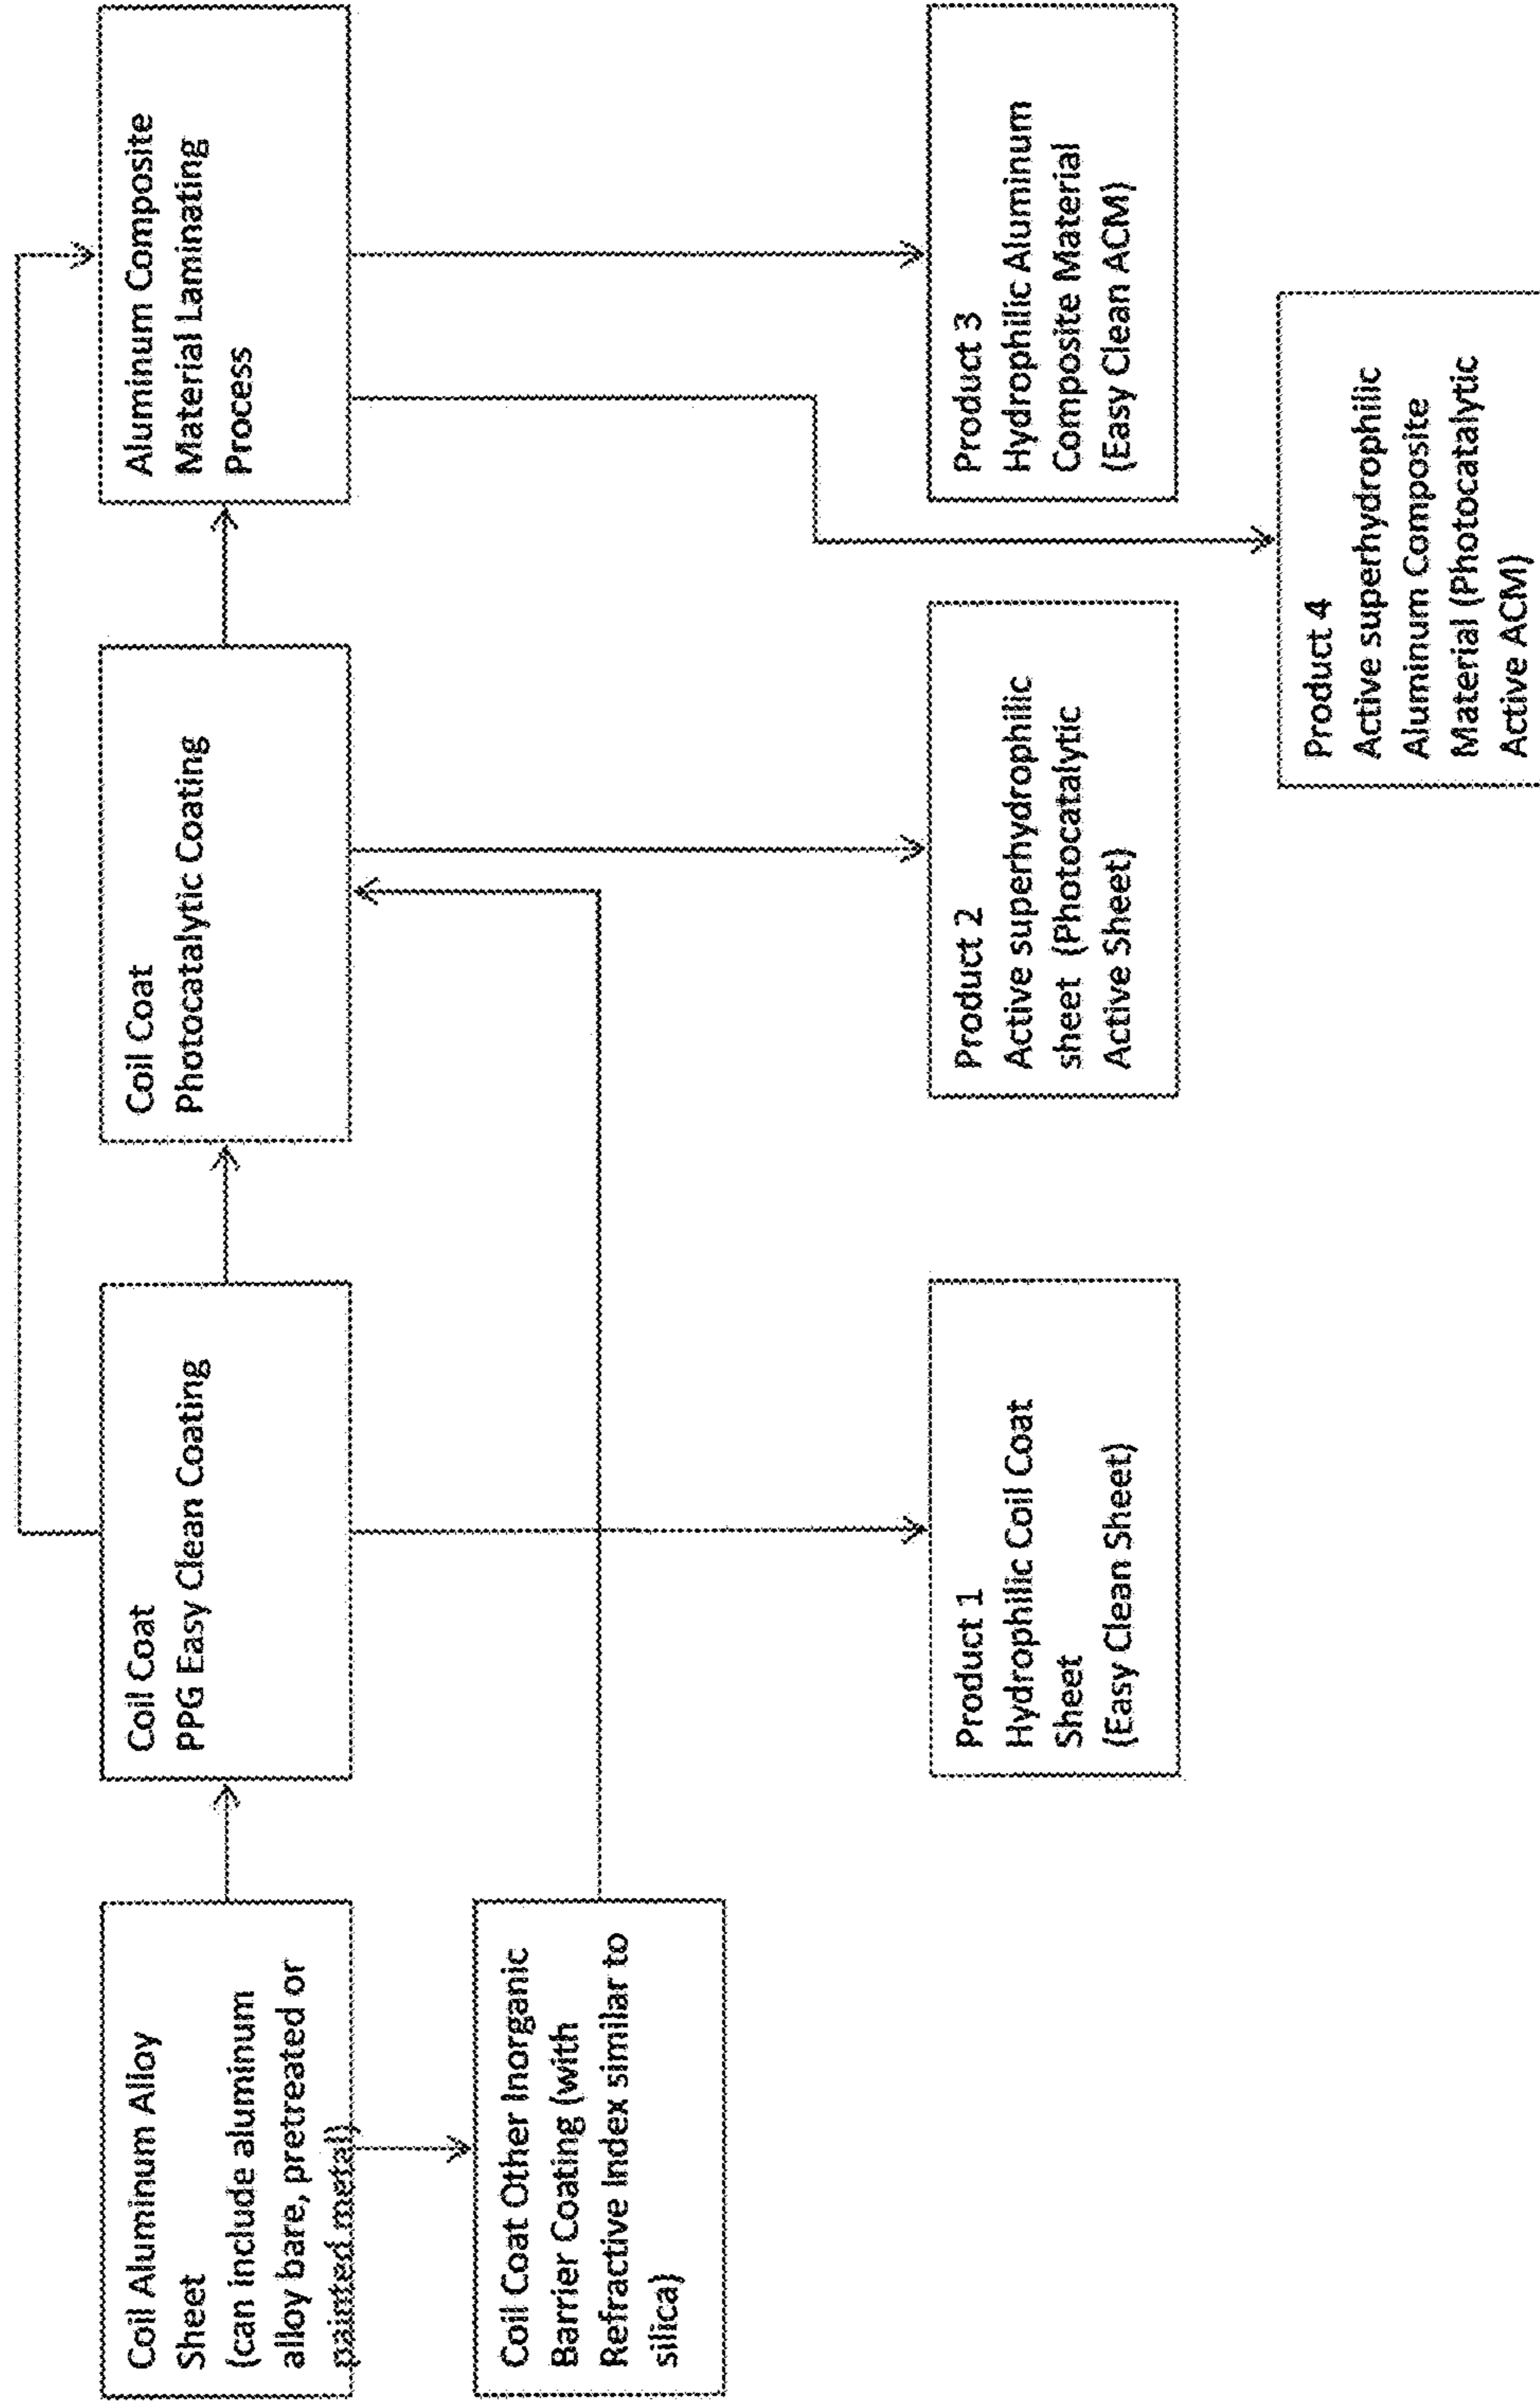 Coil Aluminum Alloy
Sheet
(can include aluminum
alloy bare, pretreated or
painted metal)
Coil Coat
PPG Easy Clean Coating
Coil Coat
Photocatalytic Coating
Aluminum Composite
Material Laminating
Process
Coil Coat Other Inorganic
Barrier Coating (with
Refractive Index similar to
silica)
Product 1
Hydrophilic Coil Coat
Sheet
(Easy Clean Sheet)
Product 2
Active superhydrophilic
sheet (Photocatalytic
Active Sheet)
Product 3
Hydrophilic Aluminum
Composite Material
(Easy Clean ACM)
Product 4
Active superhydrophilic
Aluminum Composite
Material (Photocatalytic
Active ACM)